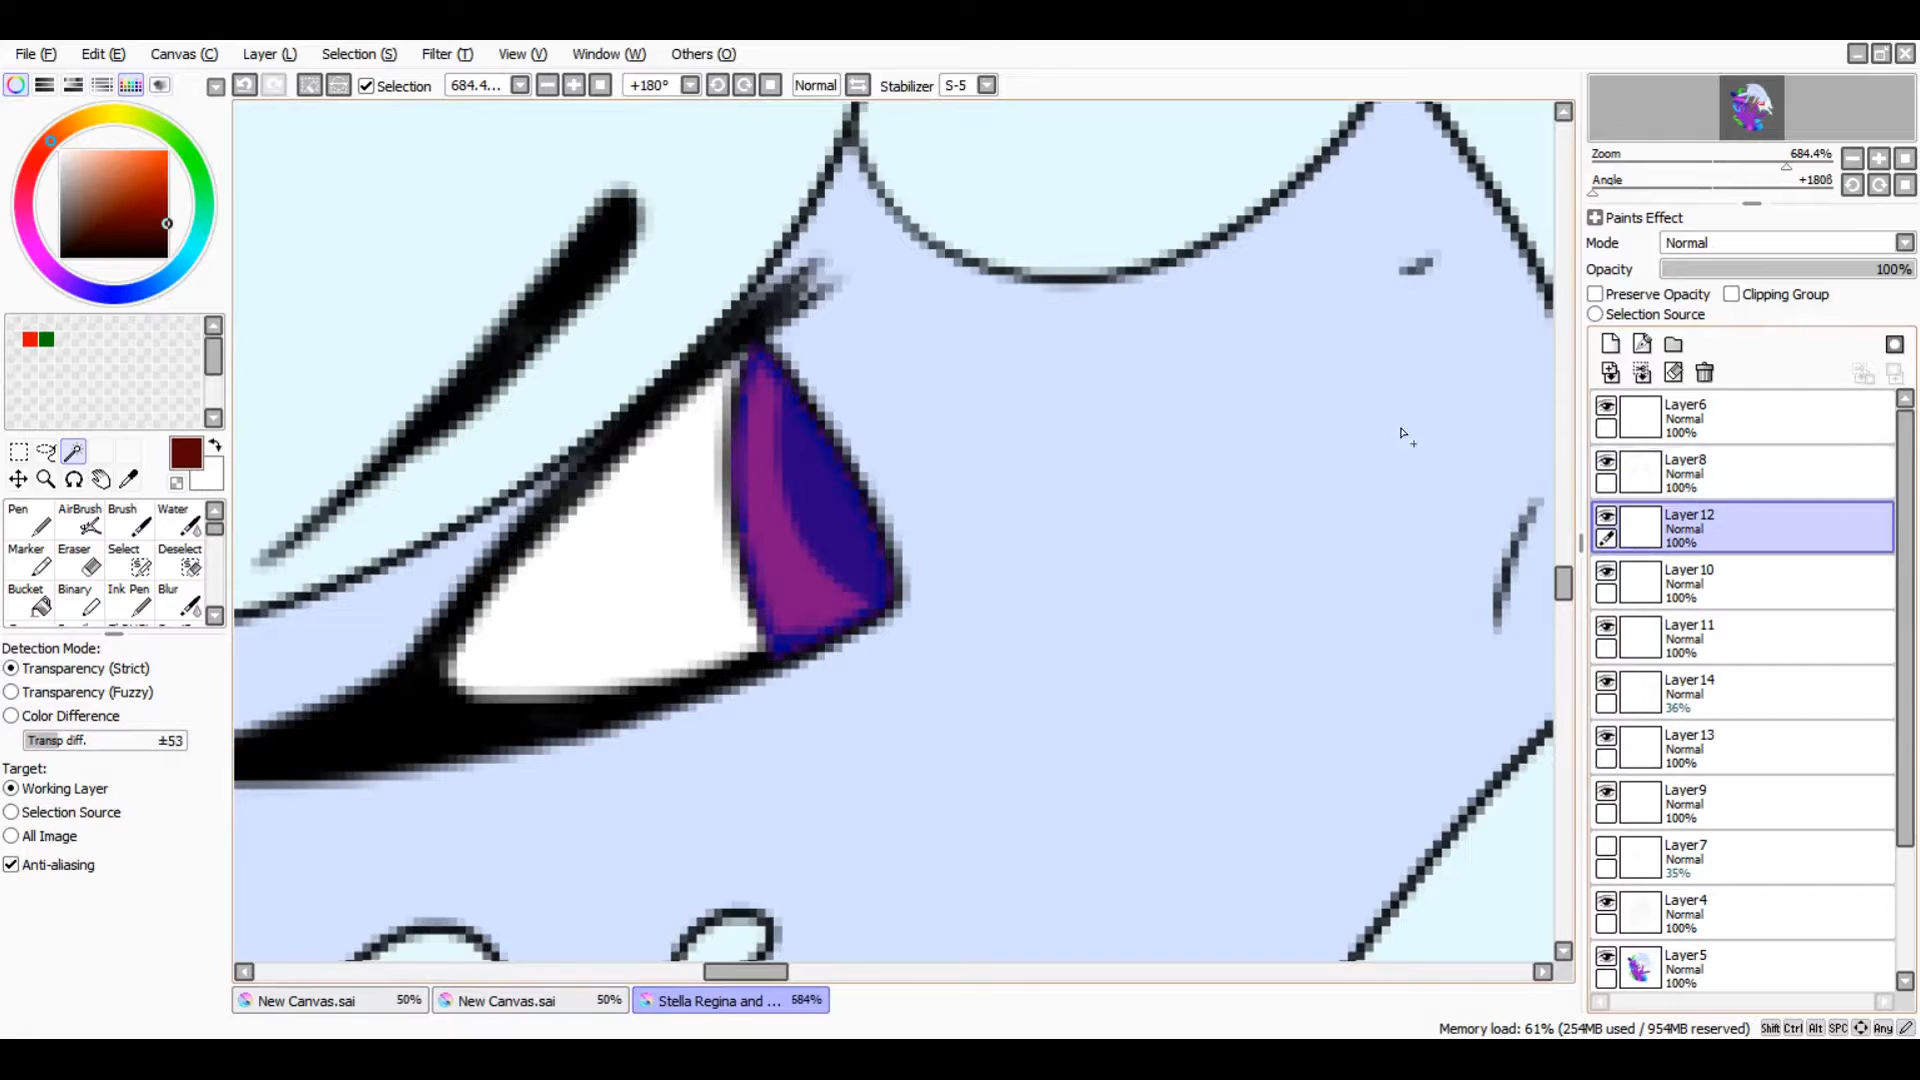 File (F) Edit (E) Canvas (C) Layer (L) Selection (S) Filter (T) View (V) Window (W) Others (O)
Selection 684.4... +180° Normal Stabilizer S-5
Zoom 684.4%
Angle +180ß
Paints Effect
Mode Normal
Opacity 100%
Preserve Opacity Clipping Group
Selection Source
Layer6
Normal
100%
Layer8
Normal
100%
Layer12
Normal
100%
Layer10
Normal
100%
Layer11
Normal
100%
Layer14
Normal
36%
Layer13
Normal
100%
Layer9
Normal
100%
Layer7
Normal
35%
Layer4
Normal
100%
Layer5
Normal
100%
Pen AirBrush Brush Water
Marker Eraser Select Deselect
Bucket Binary Ink Pen Blur
Detection Mode:
Transparency (Strict)
Transparency (Fuzzy)
Color Difference
Transp diff. ±53
Target:
Working Layer
Selection Source
All Image
Anti-aliasing
New Canvas.sai 50% New Canvas.sai 50% Stella Regina and ... 684%
Memory load: 61% (254MB used / 954MB reserved) Shift Ctrl Alt SPC Any